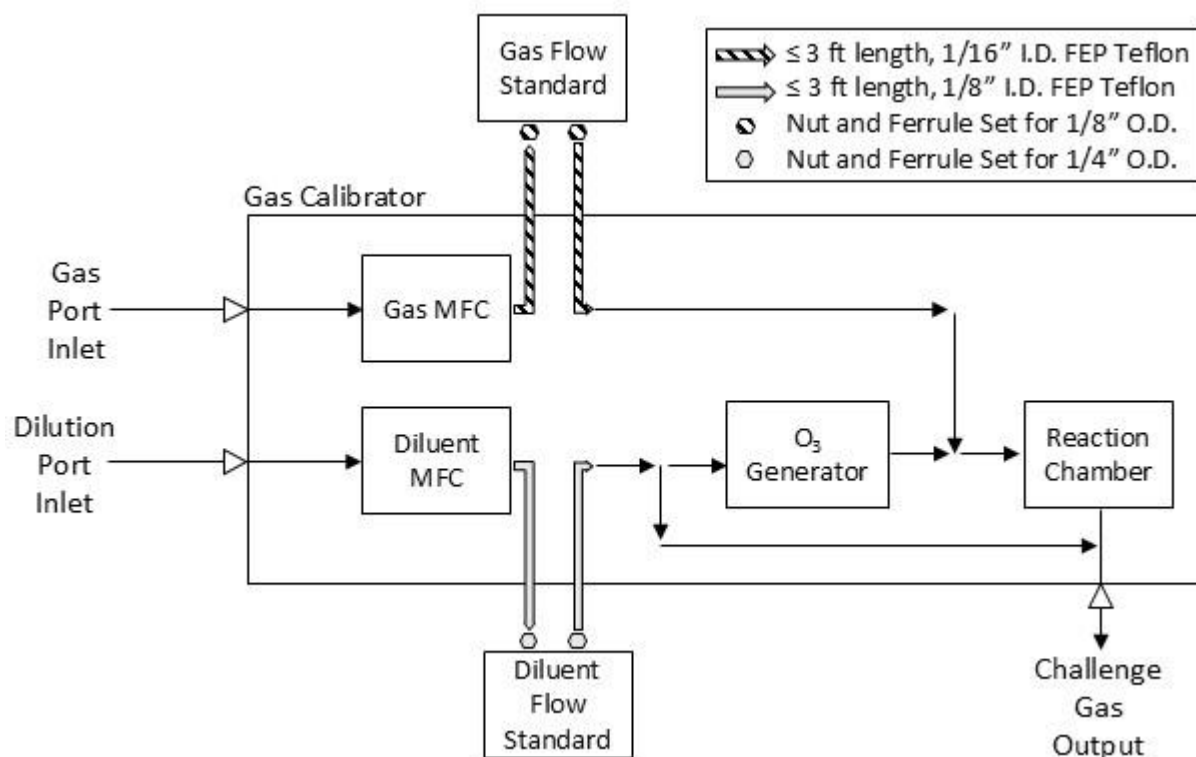 Gas Flow
Standard
≤ 3 ft length, 1/16” I.D. FEP Teflon
≤ 3 ft length, 1/8” I.D. FEP Teflon
Nut and Ferrule Set for 1/8” O.D.
Nut and Ferrule Set for 1/4” O.D.
Gas Calibrator
Gas
Port
Inlet
Gas MFC
Dilution
Port
Inlet
Diluent
MFC
O₃
Generator
Reaction
Chamber
Diluent
Flow
Standard
Challenge
Gas
Output